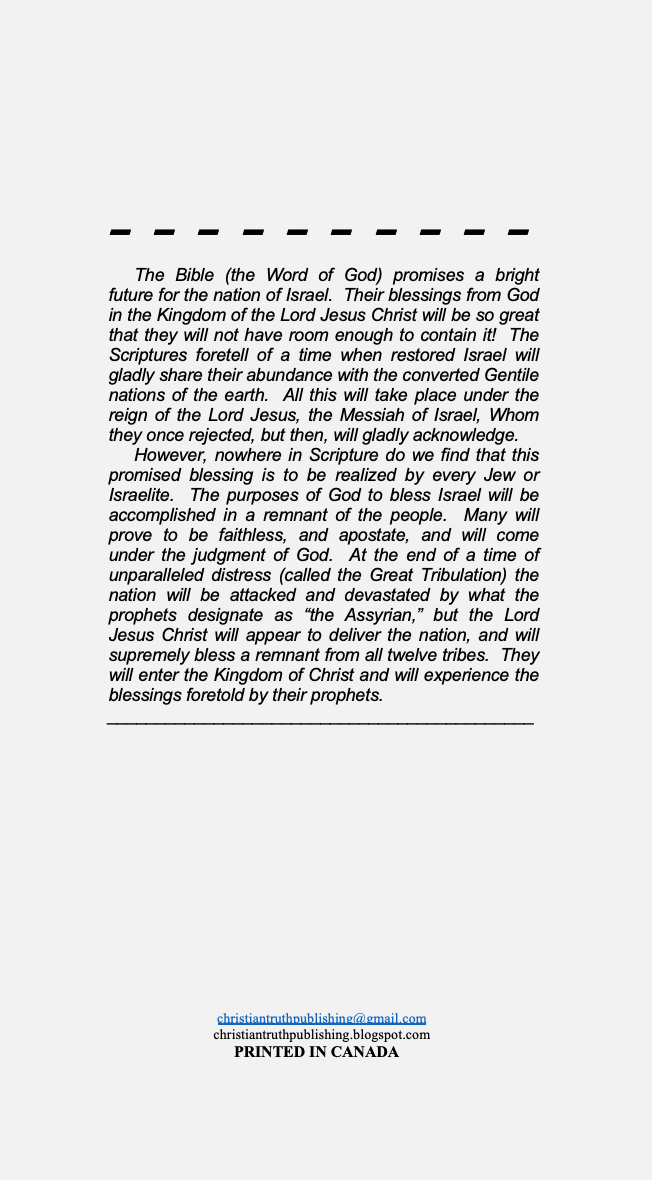 The Bible (the Word of God) promises a bright
future for the nation of Israel.  Their blessings from God
in the Kingdom of the Lord Jesus Christ will be so great
that they will not have room enough to contain it!  The
Scriptures foretell of a time when restored Israel will
gladly share their abundance with the converted Gentile
nations of the earth.  All this will take place under the
reign of the Lord Jesus, the Messiah of Israel, Whom
they once rejected, but then, will gladly acknowledge.
However, nowhere in Scripture do we find that this
promised blessing is to be realized by every Jew or
Israelite.  The purposes of God to bless Israel will be
accomplished in a remnant of the people.  Many will
prove to be faithless, and apostate, and will come
under the judgment of God.  At the end of a time of
unparalleled distress (called the Great Tribulation) the
nation will be attacked and devastated by what the
prophets designate as “the Assyrian,” but the Lord
Jesus Christ will appear to deliver the nation, and will
supremely bless a remnant from all twelve tribes.  They
will enter the Kingdom of Christ and will experience the
blessings foretold by their prophets.
christiantruthpublishing@gmail.com
christiantruthpublishing.blogspot.com
PRINTED IN CANADA